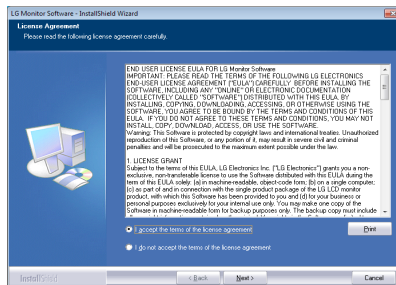 LG Monitor Software - InstallShield Wizard
License Agreement
Please read the following license agreement carefully.
END USER LICENSE EULA FOR LG Monitor Software
IMPORTANT: PLEASE READ THE TERMS OF THE FOLLOWING LG ELECTRONICS
END-USER LICENSE AGREEMENT ("EULA") CAREFULLY BEFORE INSTALLING THE
SOFTWARE, INCLUDING ANY "ONLINE" OR ELECTRONIC DOCUMENTATION
(COLLECTIVELY CALLED "SOFTWARE") DISTRIBUTED WITH THIS EULA. BY
INSTALLING, COPYING, DOWNLOADING, ACCESSING, OR OTHERWISE USING THE
SOFTWARE, YOU AGREE TO BE BOUND BY THE TERMS AND CONDITIONS OF THIS
EULA. IF YOU DO NOT AGREE TO THESE TERMS AND CONDITIONS, YOU MAY NOT
INSTALL, COPY, DOWNLOAD, ACCESS, OR USE THE SOFTWARE.
Warning: This Software is protected by copyright laws and international treaties. Unauthorized
reproduction of this Software, or any portion of it, may result in severe civil and criminal
penalties and will be prosecuted to the maximum extent possible under the law.
1. LICENSE GRANT
Subject to the terms of this EULA, LG Electronics Inc. ("LG Electronics") grants you a non-
exclusive, non-transferable license to use the Software distributed with this EULA during the
term of this EULA solely: (a) in machine-readable, object-code form; (b) on a single computer;
(c) as part of and in connection with the single product package of the LG LCD monitor
product, with which this Software has been provided to you and (d) for your business or
personal purposes exclusively for your internal use only. You may make one copy of the
Software in machine-readable form for backup purposes only. The backup copy must include
I accept the terms of the license agreement
Print
I do not accept the terms of the license agreement
InstallShield
< Back
Next >
Cancel